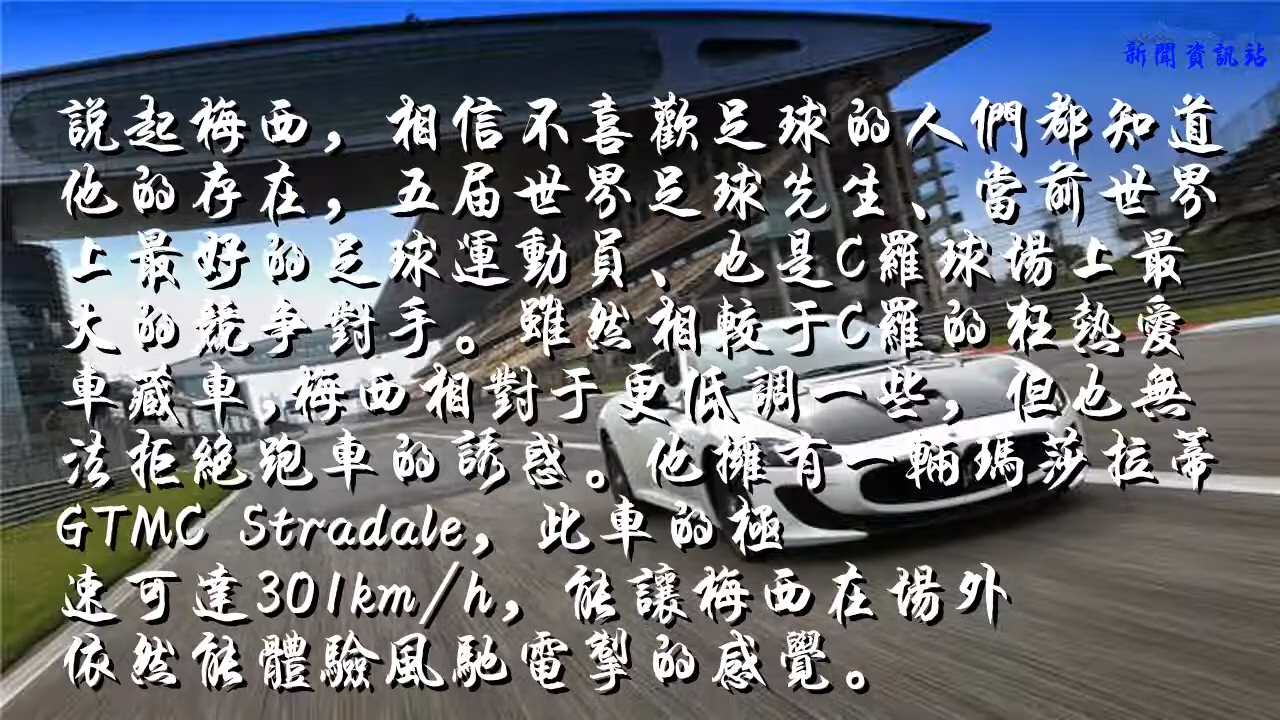 新聞資訊站
說起梅西，相信不喜歡足球的人們都知道
他的存在，五届世界足球先生、當前世界
上最好的足球運動員、也是C羅球場上最
大的競爭對手。雖然相較于C羅的狂熱愛
車藏車,梅西相對于更低調一些，但也無
法拒絕跑車的誘惑。他擁有一輛瑪莎拉蒂
GTMC Stradale，此車的極
速可達301km/h，能讓梅西在場外
依然能體驗風馳電掣的感覺。